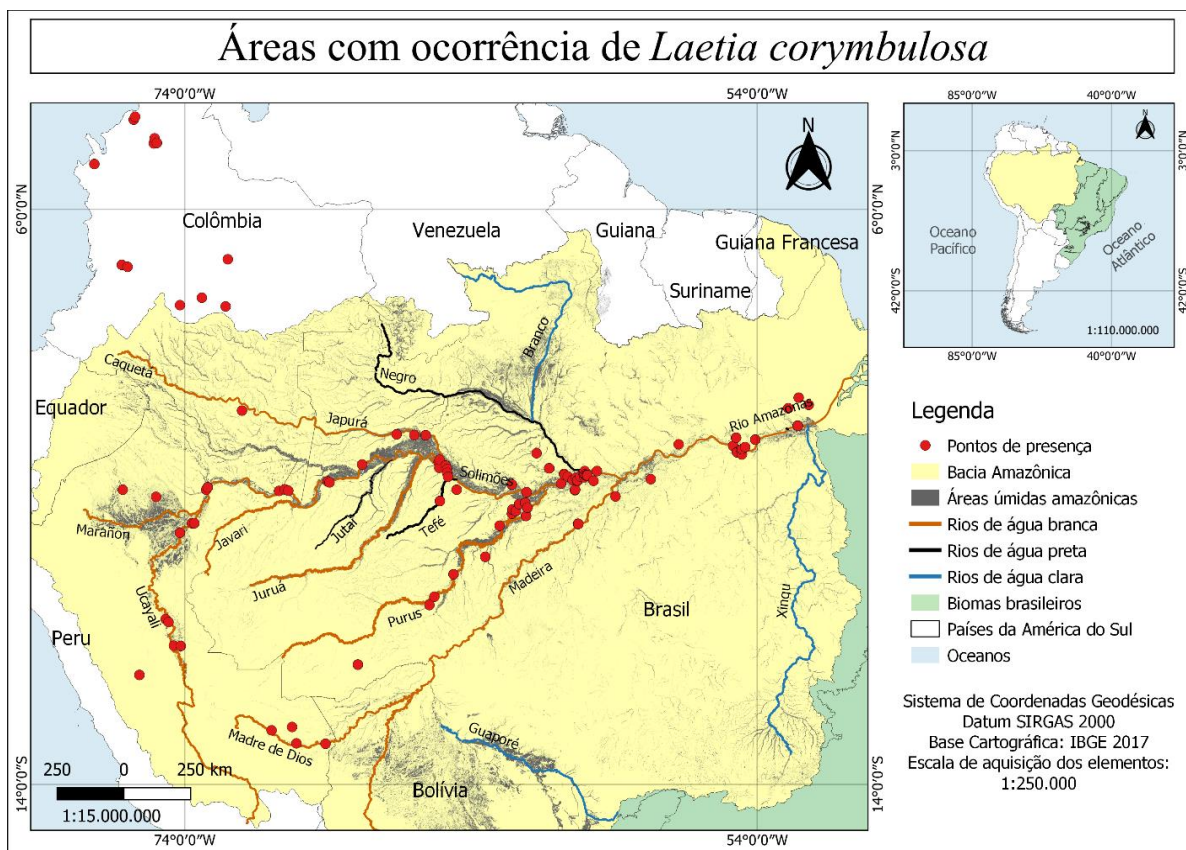 Áreas com ocorrência de Laetia corymbulosa
74°0'0"W
54°0'0"W
85°0'0"W
40°0'0"W
N
N
3°0'0"N
3°0'0"N
6°0'0"N
6°0'0"N
Colômbia
Venezuela
Guiana
Guiana Francesa
Suriname
Oceano
Pacífico
Oceano
Atlântico
42°0'0"S
42°0'0"S
1:110.000.000
85°0'0"W
40°0'0"W
Branco
Negro
Caquetá
Equador
Japurá
Rio Amazonas
Solimões
Marañon
Javari
Jutaí
Tefé
Juruá
Purus
Madeira
Brasil
Xingu
Ucayali
Peru
Madre de Dios
Guaporé
Bolívia
250 0 250 km
1:15.000.000
14°0'0"S
14°0'0"S
74°0'0"W
54°0'0"W
Legenda
Pontos de presença
Bacia Amazônica
Áreas úmidas amazônicas
Rios de água branca
Rios de água preta
Rios de água clara
Biomas brasileiros
Países da América do Sul
Oceanos
Sistema de Coordenadas Geodésicas
Datum SIRGAS 2000
Base Cartográfica: IBGE 2017
Escala de aquisição dos elementos:
1:250.000